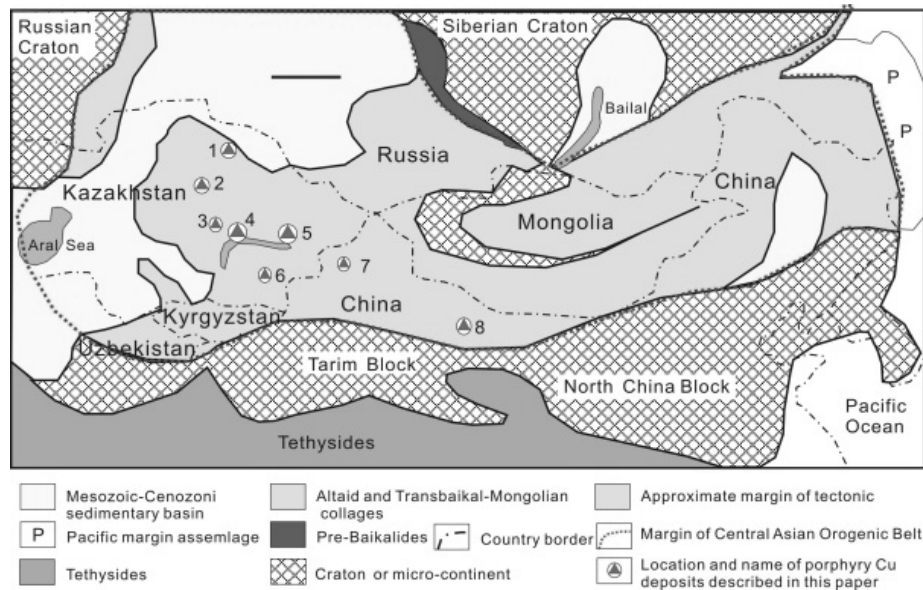 Russian
Craton
Siberian Craton
P
P
Bailal
Russia
1
2
Kazakhstan
China
3
4
5
Mongolia
Aral Sea
6
7
China
Kyrgyzstan
8
Uzbekistan
Tarim Block
North China Block
Pacific
Ocean
Tethysides
Mesozoic-Cenozoni
sedimentary basin
Altaid and Transbaikal-Mongolian
collages
Approximate margin of tectonic
P
Pacific margin assemlage
Pre-Baikalides
Country border
Margin of Central Asian Orogenic Belt
Tethysides
Craton or micro-continent
Location and name of porphyry Cu
deposits described in this paper